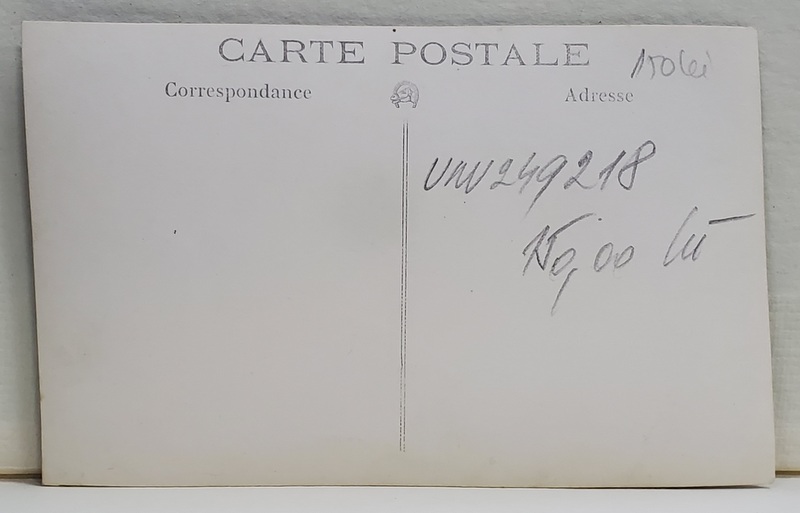 CARTE POSTALE
150 lei
Correspondance Adresse
UNV249218
150,00 lei